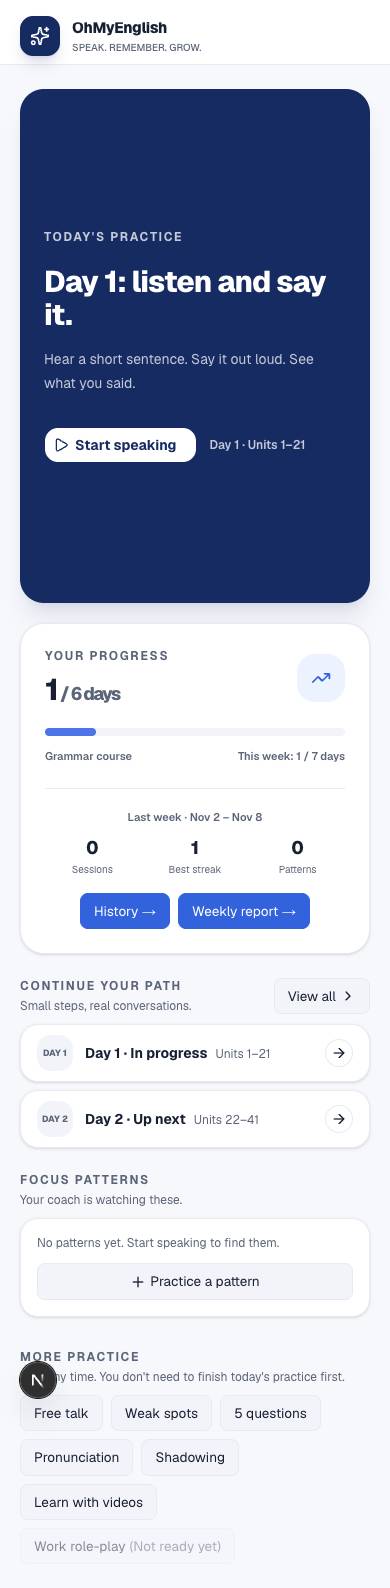 OhMyEnglish
SPEAK. REMEMBER. GROW.
TODAY'S PRACTICE
Day 1: listen and say
it.
Hear a short sentence. Say it out loud. See
what you said.
Start speaking
Day 1 · Units 1–21
YOUR PROGRESS
1 / 6 days
Grammar course
This week: 1 / 7 days
Last week · Nov 2 – Nov 8
0
1
0
Sessions
Best streak
Patterns
History →
Weekly report →
CONTINUE YOUR PATH
Small steps, real conversations.
View all
DAY 1
Day 1 · In progress Units 1–21
DAY 2
Day 2 · Up next Units 22–41
FOCUS PATTERNS
Your coach is watching these.
No patterns yet. Start speaking to find them.
Practice a pattern
MORE PRACTICE
N
time. You don't need to finish today's practice first.
Free talk
Weak spots
5 questions
Pronunciation
Shadowing
Learn with videos
Work role-play (Not ready yet)